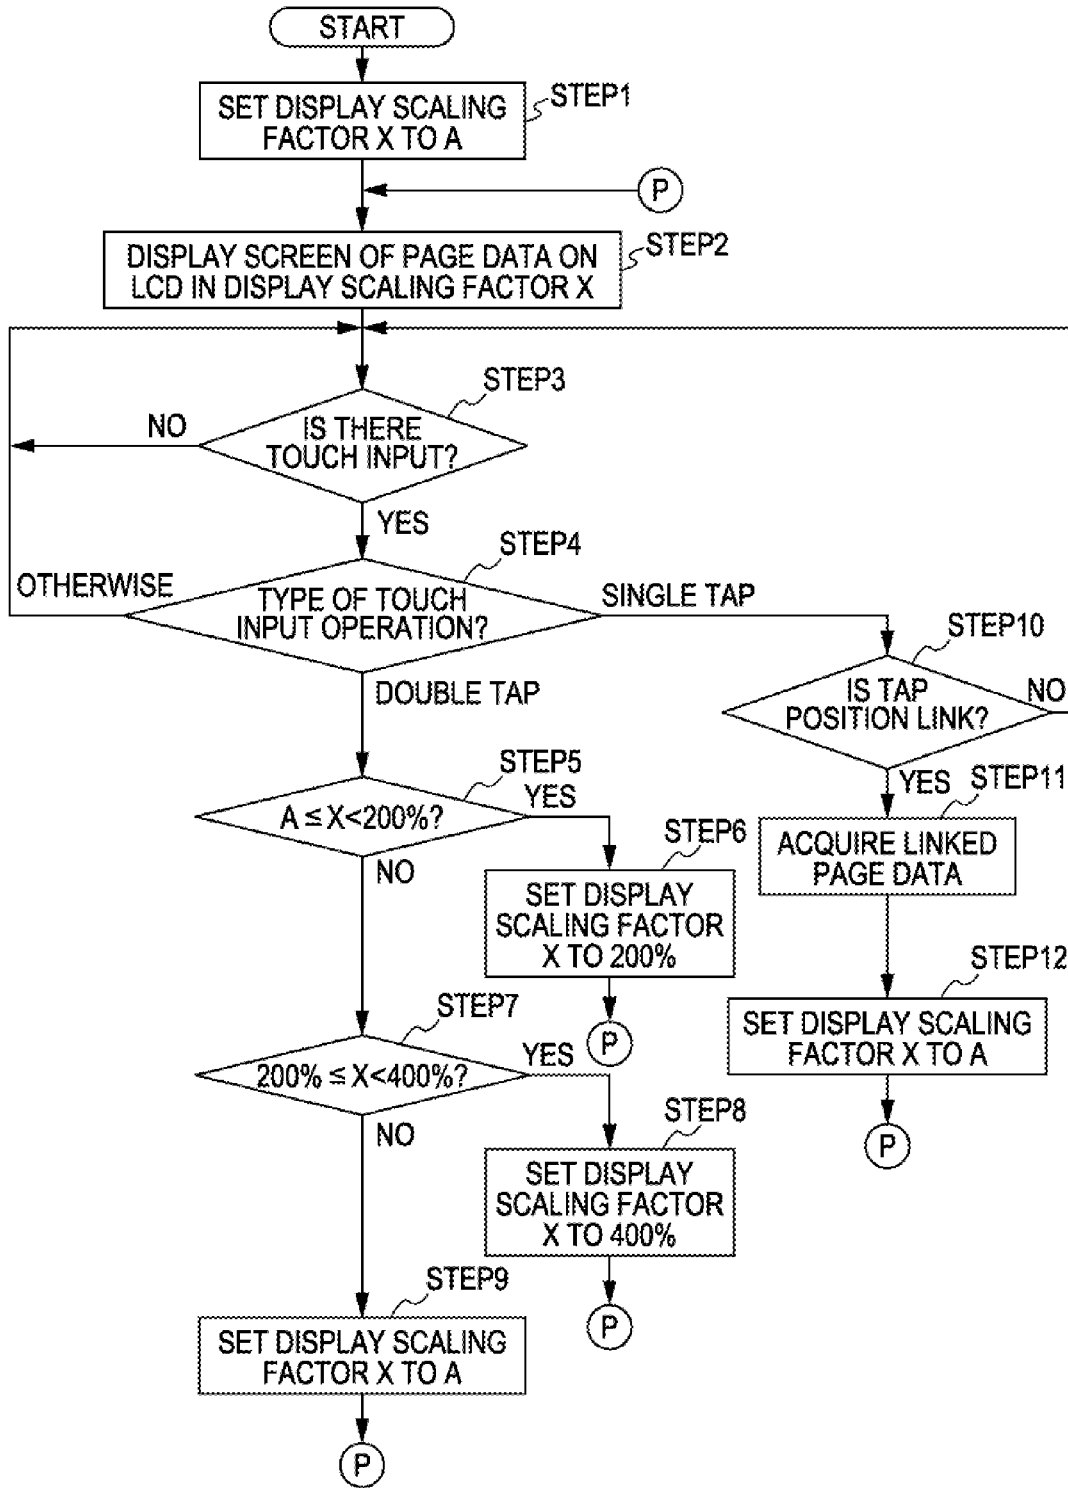 START
STEP1
SET DISPLAY SCALING
FACTOR X TO A
P
STEP2
DISPLAY SCREEN OF PAGE DATA ON
LCD IN DISPLAY SCALING FACTOR X
STEP3
NO
IS THERE
TOUCH INPUT?
YES
STEP4
OTHERWISE
TYPE OF TOUCH
INPUT OPERATION?
SINGLE TAP
DOUBLE TAP
STEP10
IS TAP
POSITION LINK?
NO
YES
STEP11
ACQUIRE LINKED
PAGE DATA
STEP12
SET DISPLAY SCALING
FACTOR X TO A
P
STEP5
A ≤ X<200%?
YES
NO
STEP6
SET DISPLAY
SCALING FACTOR
X TO 200%
P
STEP7
200% ≤ X<400%?
YES
NO
STEP8
SET DISPLAY
SCALING FACTOR
X TO 400%
P
STEP9
SET DISPLAY SCALING
FACTOR X TO A
P